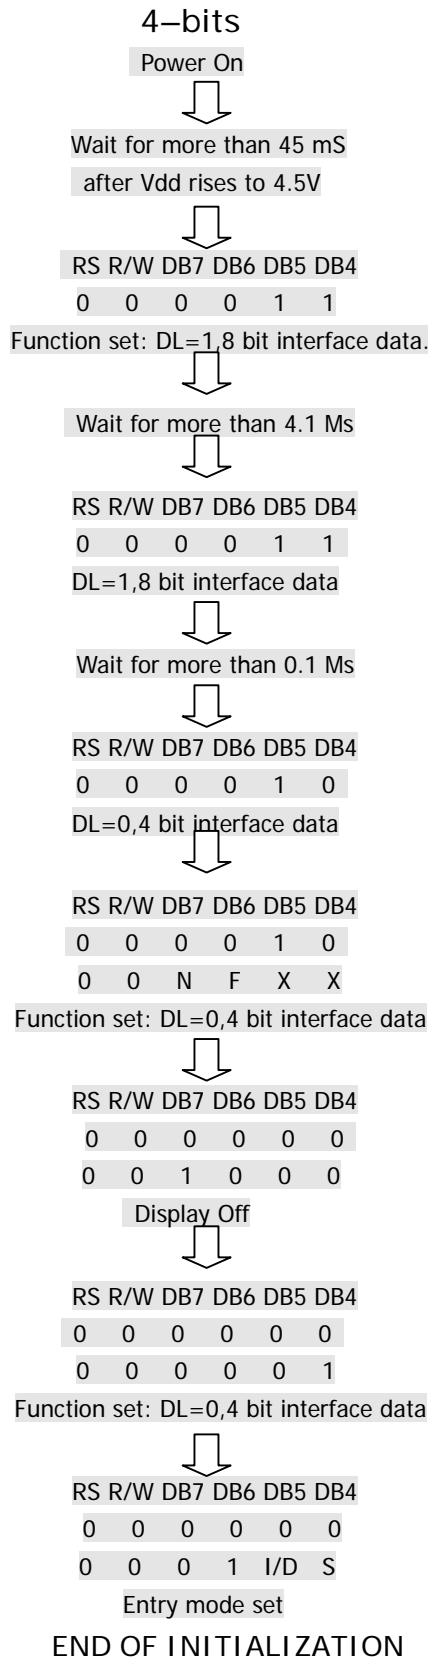 4–bits
Power On
Wait for more than 45 mS
after Vdd rises to 4.5V
RS R/W DB7 DB6 DB5 DB4
0 0 0 0 1 1
Function set: DL=1,8 bit interface data.
Wait for more than 4.1 Ms
RS R/W DB7 DB6 DB5 DB4
0 0 0 0 1 1
DL=1,8 bit interface data
Wait for more than 0.1 Ms
RS R/W DB7 DB6 DB5 DB4
0 0 0 0 1 0
DL=0,4 bit interface data
RS R/W DB7 DB6 DB5 DB4
0 0 0 0 1 0
0 0 N F X X
Function set: DL=0,4 bit interface data
RS R/W DB7 DB6 DB5 DB4
0 0 0 0 0 0
0 0 1 0 0 0
Display Off
RS R/W DB7 DB6 DB5 DB4
0 0 0 0 0 0
0 0 0 0 0 1
Function set: DL=0,4 bit interface data
RS R/W DB7 DB6 DB5 DB4
0 0 0 0 0 0
0 0 0 1 I/D S
Entry mode set
END OF INITIALIZATION